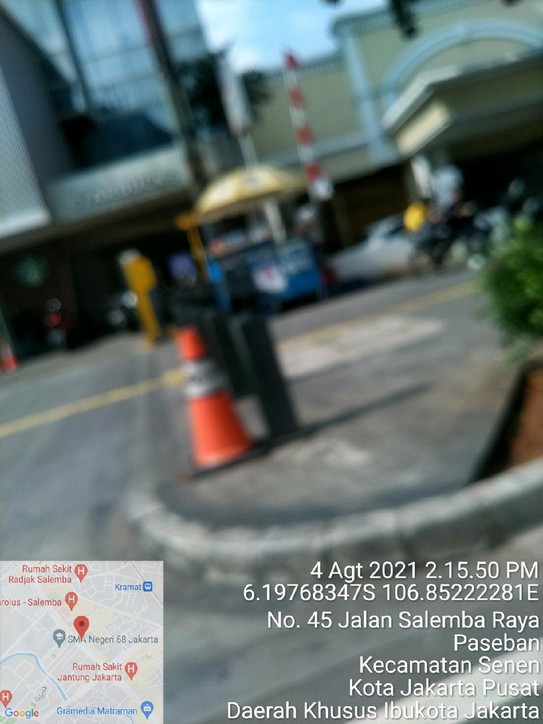 4 Agt 2021 2.15.50 PM
6.19768347S 106.85222281E
No. 45 Jalan Salemba Raya
Paseban
Kecamatan Senen
Kota Jakarta Pusat
Daerah Khusus Ibukota Jakarta
Rumah Sakit
Radjak Salemba
Kramat
arolus - Salemba
SMA Negeri 68 Jakarta
Rumah Sakit
Jantung Jakarta
Google
Gramedia Matraman